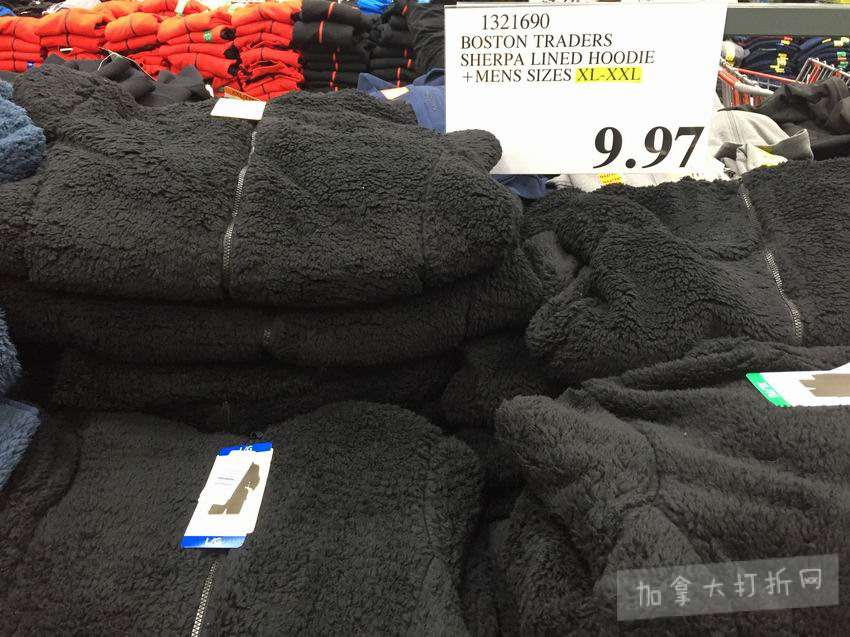 1321690
BOSTON TRADERS
SHERPA LINED HOODIE
+MENS SIZES XL-XXL
9.97
L/G
L/G
加拿大打折网